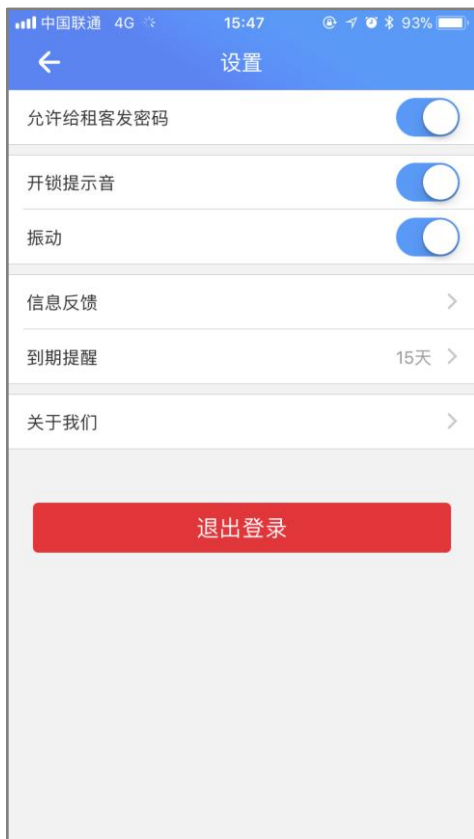 中国联通 4G 15:47 93%
设置
允许给租客发密码
开锁提示音
振动
信息反馈
到期提醒 15天
关于我们
退出登录